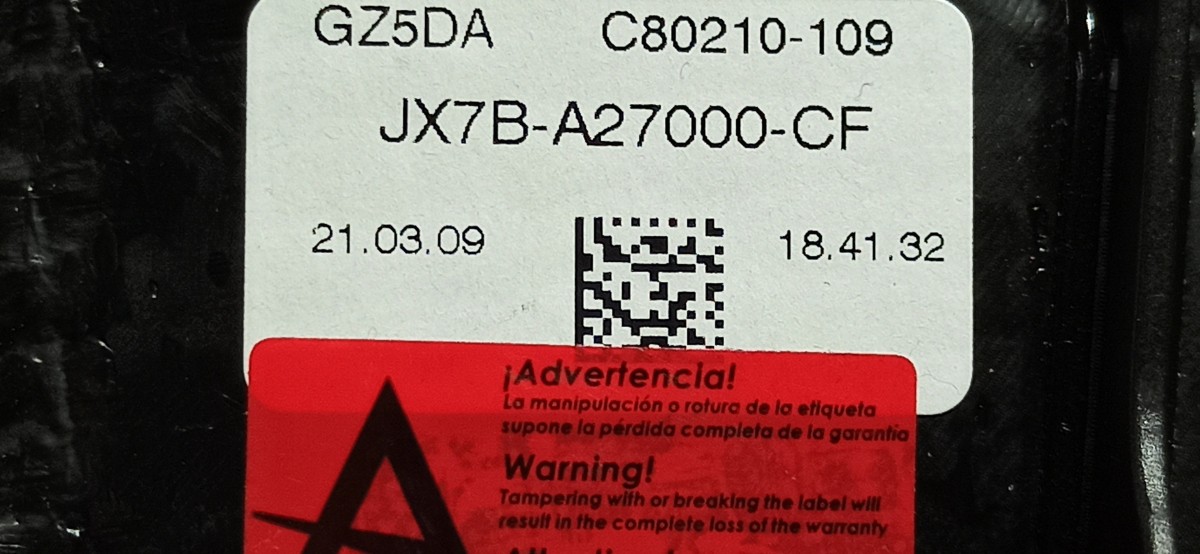 GZ5DA C80210-109
JX7B-A27000-CF
21.03.09 18.41.32
¡Advertencia!
La manipulación o rotura de la etiqueta
supone la pérdida completa de la garantía
Warning!
Tampering with or breaking the label will
result in the complete loss of the warranty